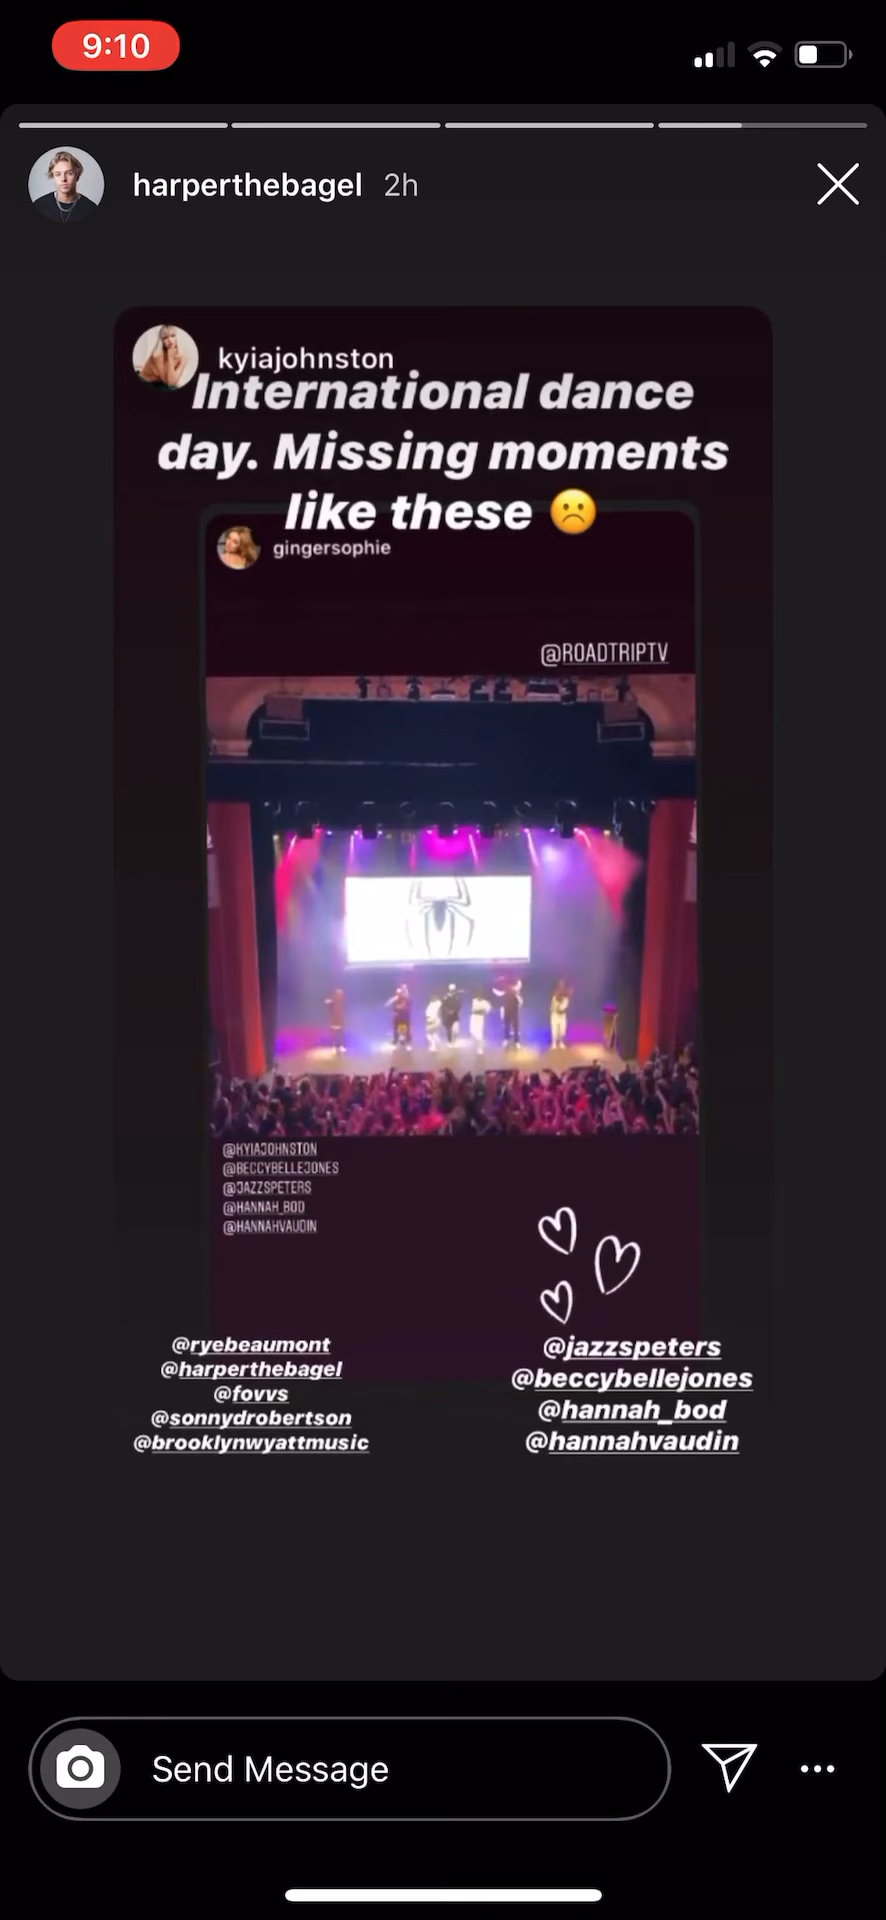 9:10
harperthebagel 2h
kyiajohnston
International dance
day. Missing moments
like these ☹️
gingersophie
@ROADTRIPTV
@KYIAJOHNSTON
@BECCYBELLEJONES
@JAZZSPETERS
@HANNAH_BOD
@HANNAHVAUDIN
@ryebeaumont
@harperthebagel
@fovvs
@sonnydrobertson
@brooklynwyattmusic
@jazzspeters
@beccybellejones
@hannah_bod
@hannahvaudin
Send Message